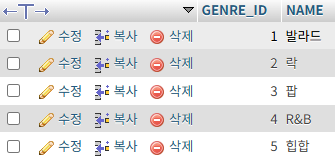 ←T→ GENRE_ID NAME
수정 복사 삭제 1 발라드
수정 복사 삭제 2 락
수정 복사 삭제 3 팝
수정 복사 삭제 4 R&B
수정 복사 삭제 5 힙합